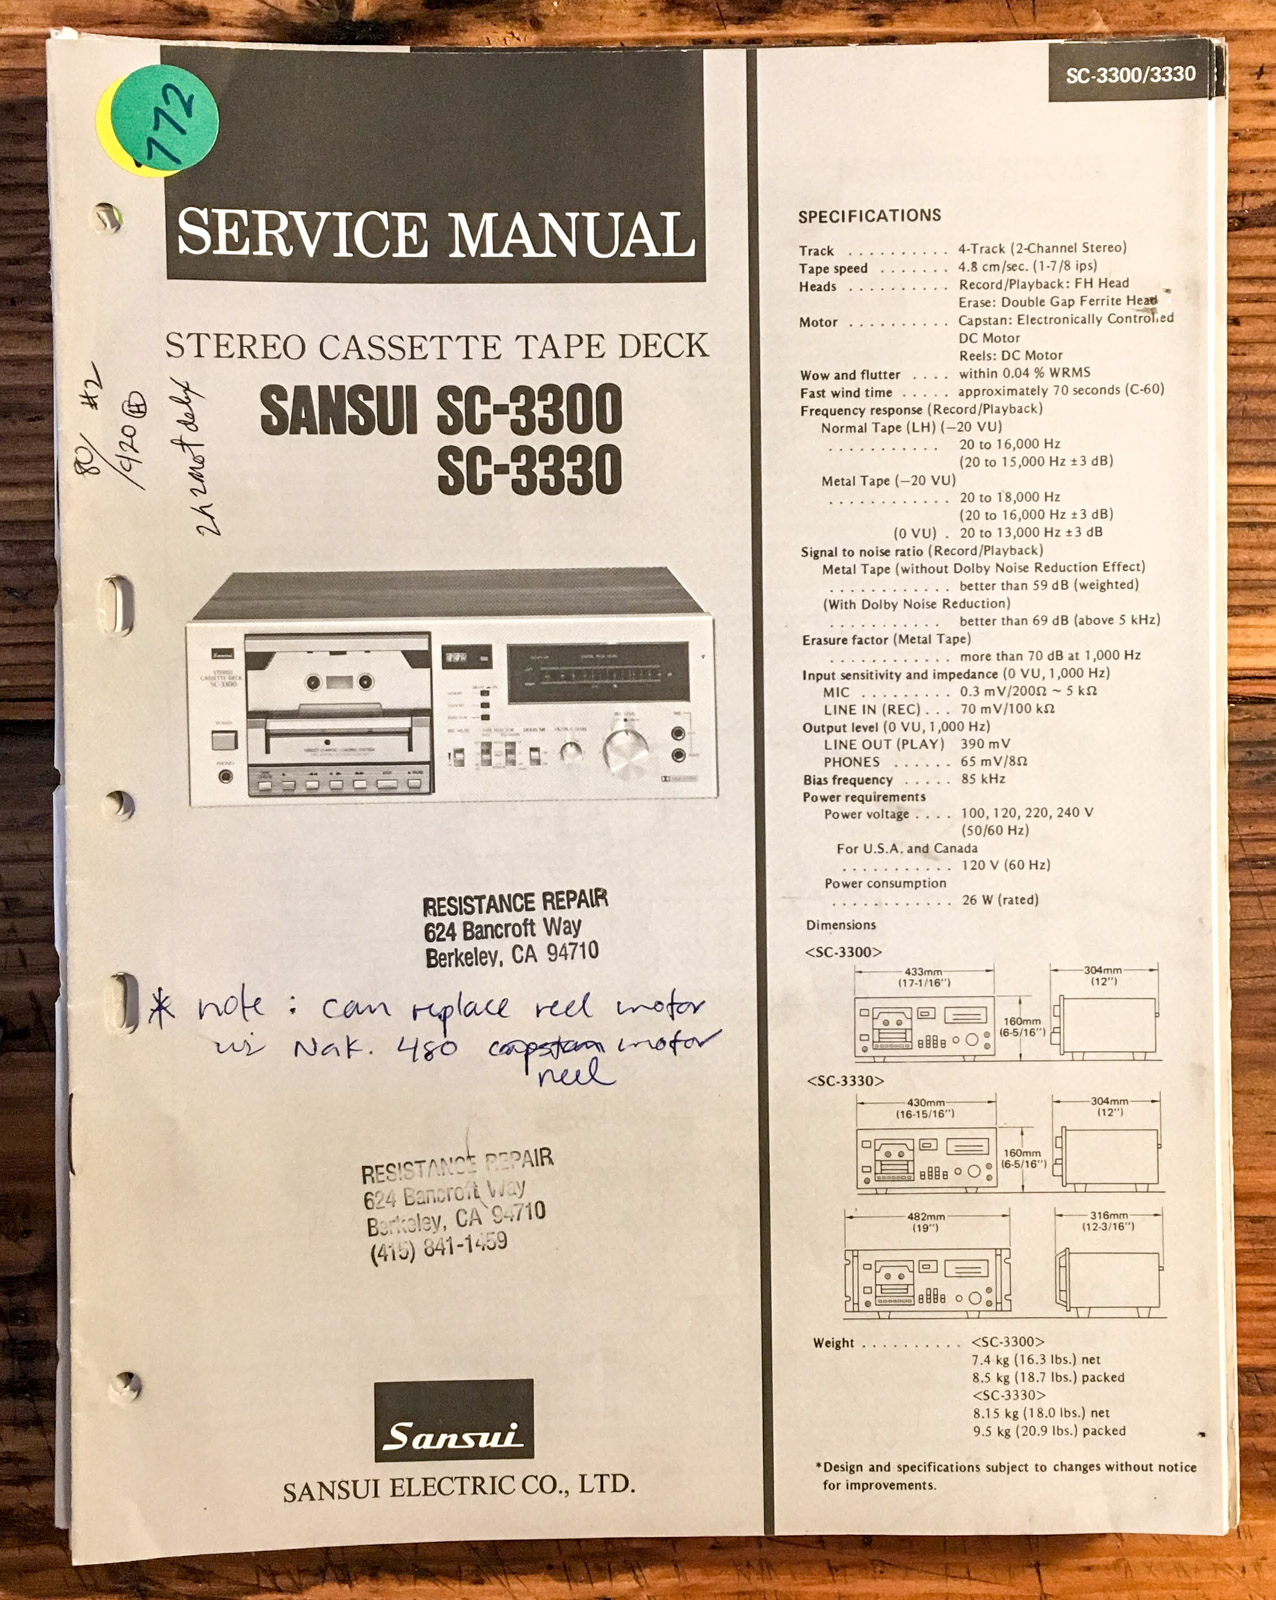 772
SERVICE MANUAL
STEREO CASSETTE TAPE DECK
SANSUI SC-3300
SC-3330
80/ #2
/920 (H)
2h 2mot
Sansui
STEREO
CASSETTE DECK
SC-3300
PHONES
RESISTANCE REPAIR
624 Bancroft Way
Berkeley, CA 94710
* note : can replace reel motor
w/ Nak. 480 capstan motor
reel
RESISTANCE REPAIR
624 Bancroft Way
Berkeley, CA 94710
(415) 841-1459
Sansui
SANSUI ELECTRIC CO., LTD.
SC-3300/3330
SPECIFICATIONS
Track . . . . . . . . . . 4-Track (2-Channel Stereo)
Tape speed . . . . . . . 4.8 cm/sec. (1-7/8 ips)
Heads . . . . . . . . . . Record/Playback: FH Head
Erase: Double Gap Ferrite Head
Motor . . . . . . . . . . Capstan: Electronically Controlled
DC Motor
Reels: DC Motor
Wow and flutter . . . . within 0.04 % WRMS
Fast wind time . . . . . approximately 70 seconds (C-60)
Frequency response (Record/Playback)
Normal Tape (LH) (−20 VU)
. . . . . . . . . . . 20 to 16,000 Hz
(20 to 15,000 Hz ±3 dB)
Metal Tape (−20 VU)
. . . . . . . . . . . . 20 to 18,000 Hz
(20 to 16,000 Hz ±3 dB)
(0 VU) . 20 to 13,000 Hz ±3 dB
Signal to noise ratio (Record/Playback)
Metal Tape (without Dolby Noise Reduction Effect)
. . . . . . . . . . . . better than 59 dB (weighted)
(With Dolby Noise Reduction)
. . . . . . . . . . . better than 69 dB (above 5 kHz)
Erasure factor (Metal Tape)
. . . . . . . . . . . . more than 70 dB at 1,000 Hz
Input sensitivity and impedance (0 VU, 1,000 Hz)
MIC . . . . . . . . . 0.3 mV/200Ω ~ 5 kΩ
LINE IN (REC) . . . 70 mV/100 kΩ
Output level (0 VU, 1,000 Hz)
LINE OUT (PLAY) 390 mV
PHONES . . . . . . 65 mV/8Ω
Bias frequency . . . . . 85 kHz
Power requirements
Power voltage . . . . 100, 120, 220, 240 V
(50/60 Hz)
For U.S.A. and Canada
. . . . . . . . . . . 120 V (60 Hz)
Power consumption
. . . . . . . . . . . . 26 W (rated)
Dimensions
<SC-3300>
433mm
(17-1/16")
304mm
(12")
160mm
(6-5/16")
<SC-3330>
430mm
(16-15/16")
304mm
(12")
160mm
(6-5/16")
482mm
(19")
316mm
(12-3/16")
Weight . . . . . . . . . . <SC-3300>
7.4 kg (16.3 lbs.) net
8.5 kg (18.7 lbs.) packed
<SC-3330>
8.15 kg (18.0 lbs.) net
9.5 kg (20.9 lbs.) packed
*Design and specifications subject to changes without notice
for improvements.